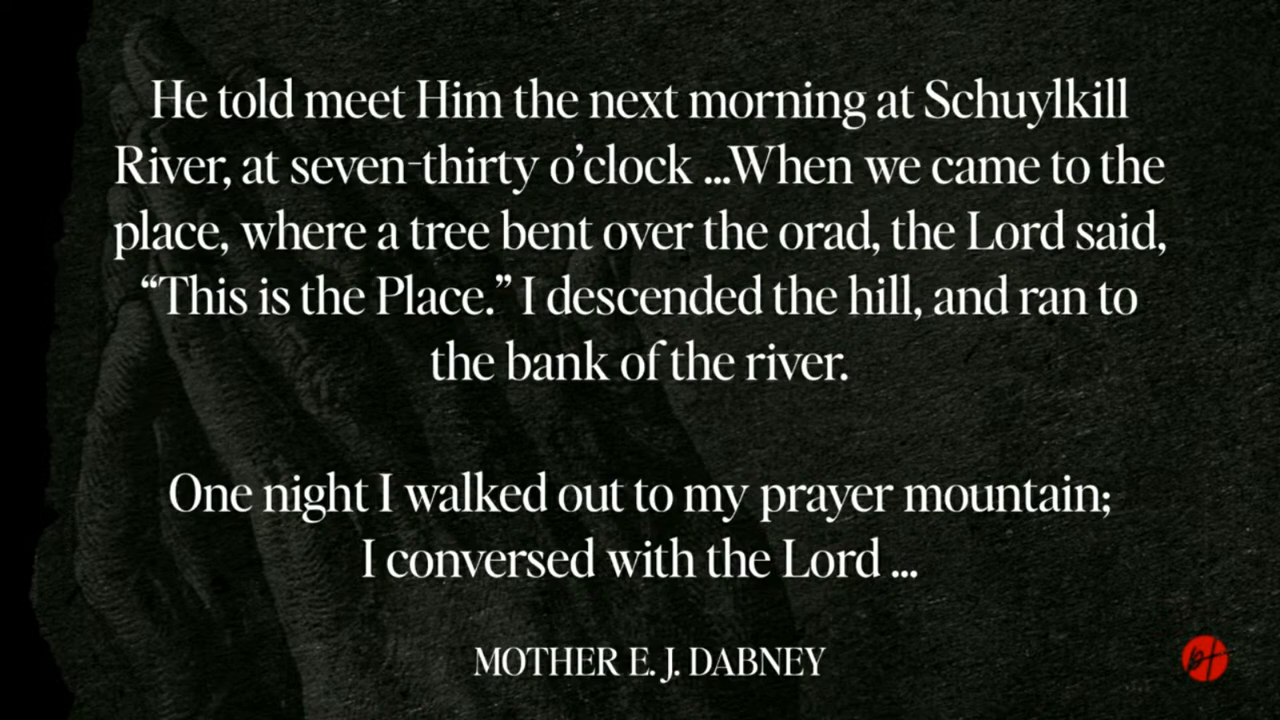 He told meet Him the next morning at Schuylkill
River, at seven-thirty o’clock ...When we came to the
place, where a tree bent over the orad, the Lord said,
“This is the Place.” I descended the hill, and ran to
the bank of the river.
One night I walked out to my prayer mountain;
I conversed with the Lord ...
MOTHER E. J. DABNEY